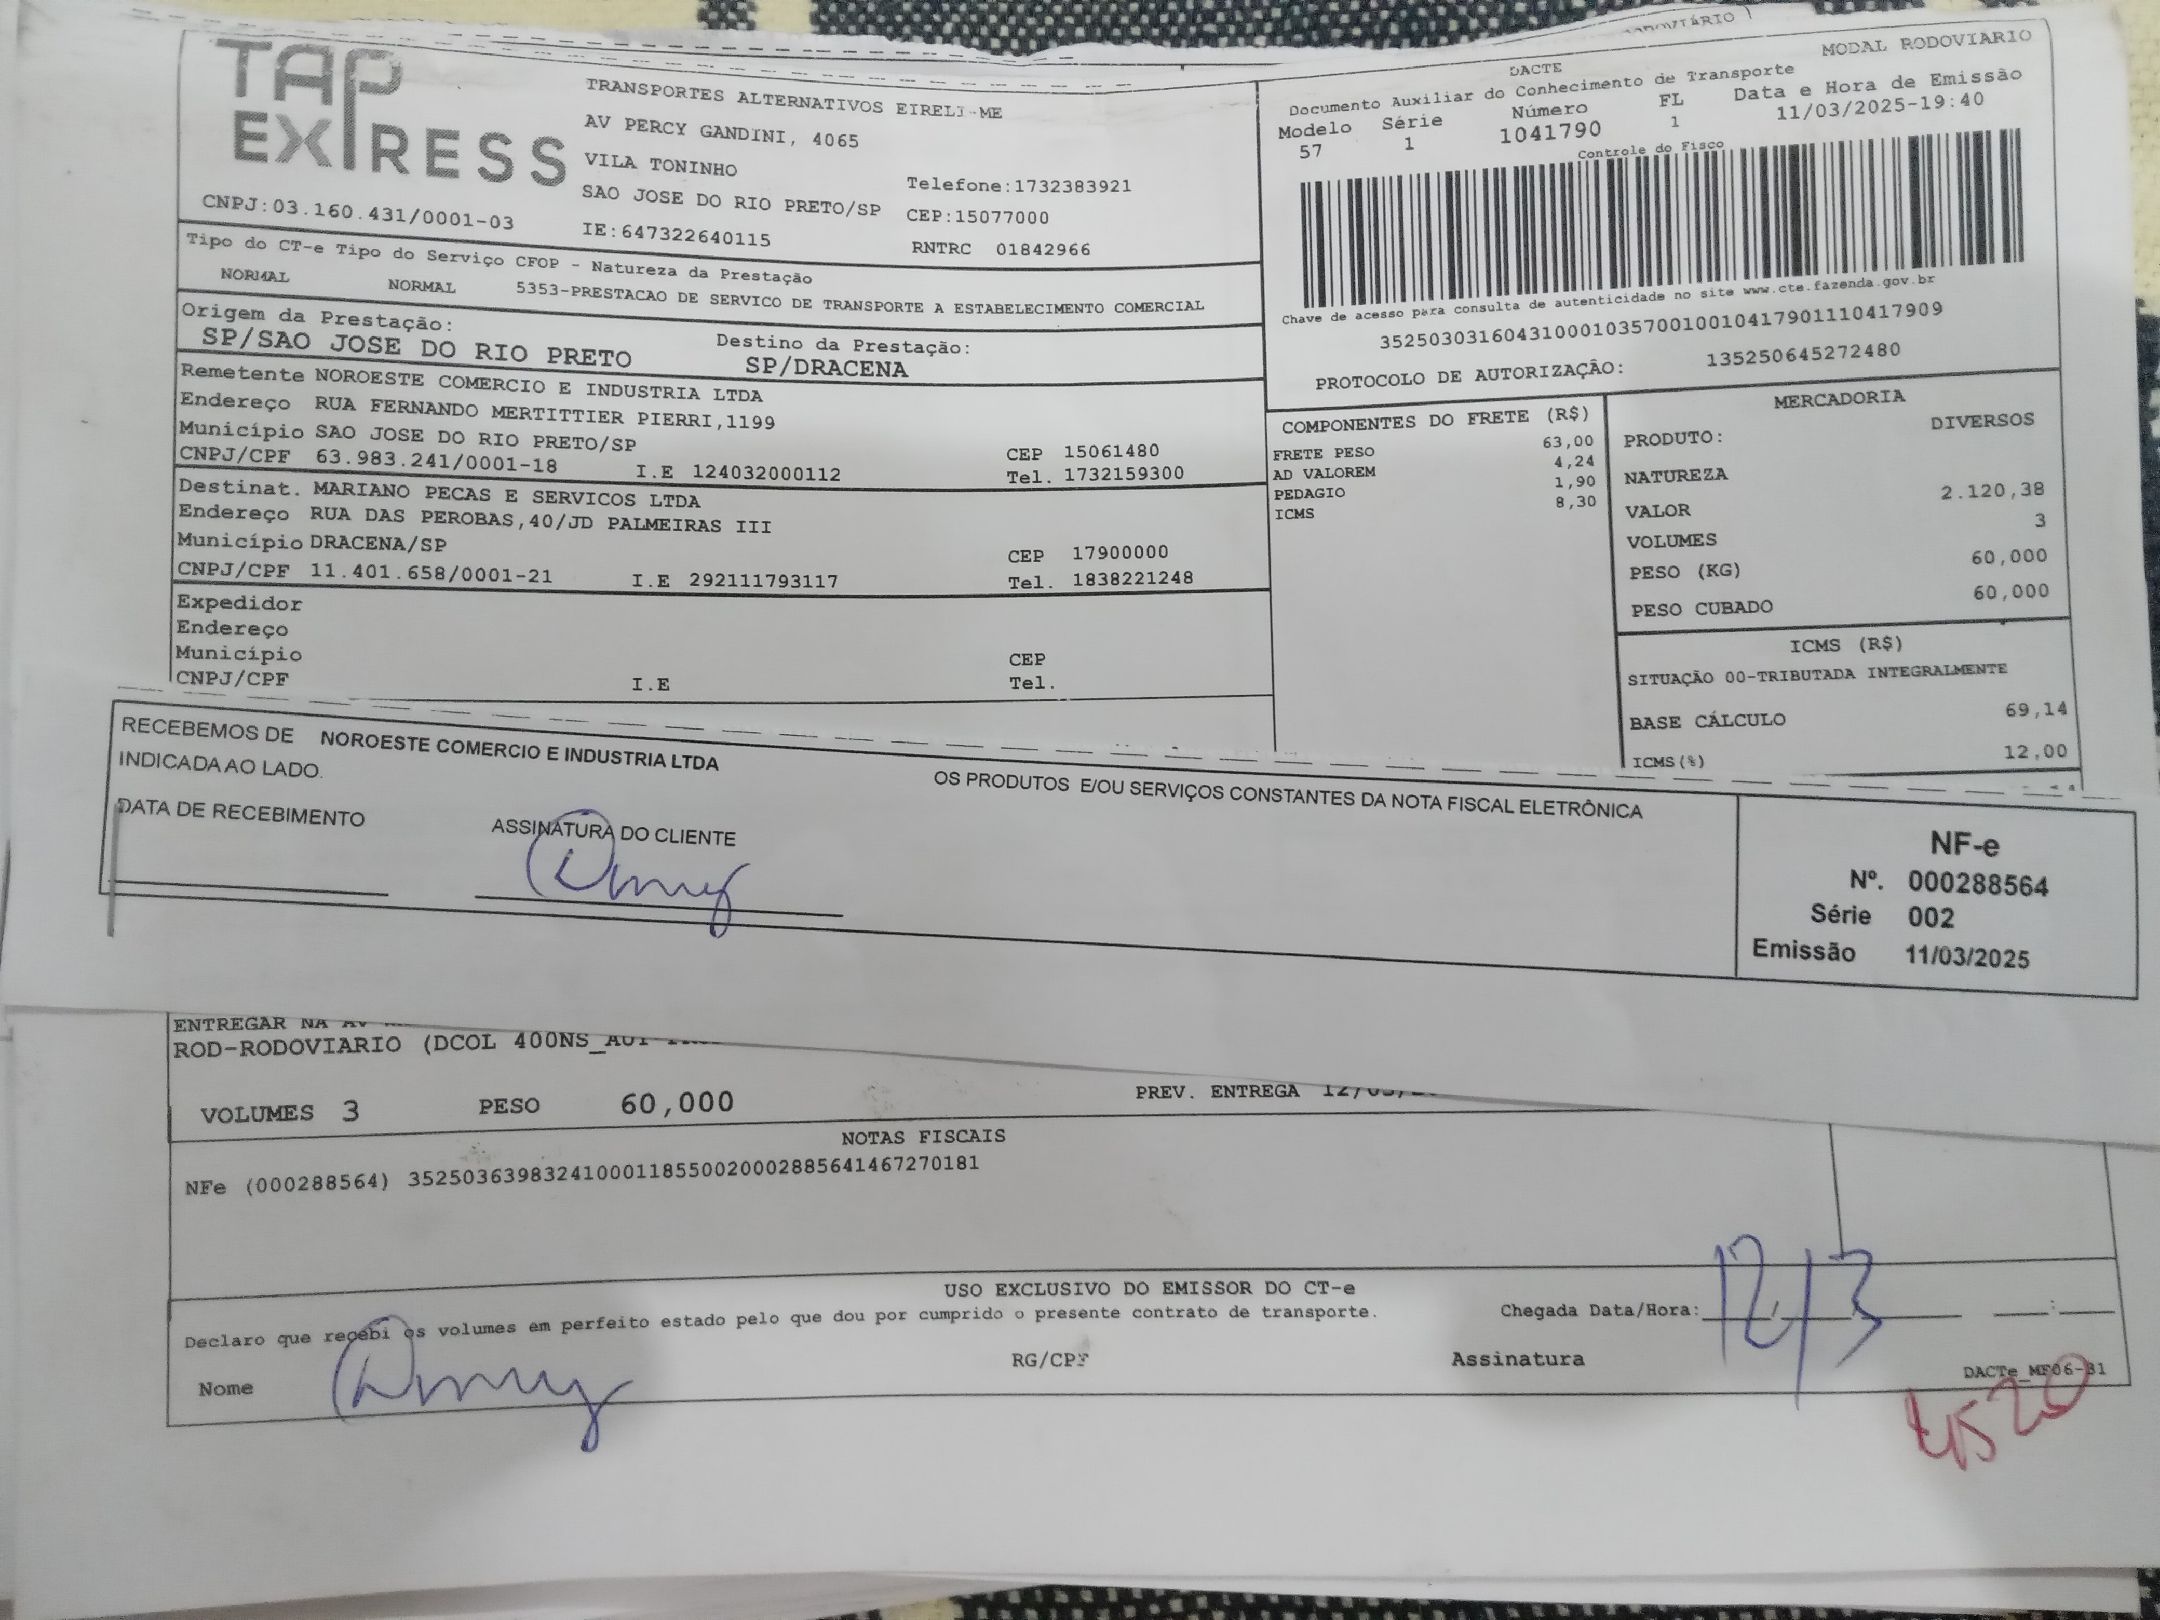 TAP EXPRESS
TRANSPORTES ALTERNATIVOS EIRELI-ME
AV PERCY GANDINI, 4065
VILA TONINHO
SAO JOSE DO RIO PRETO/SP
Telefone:1732383921
CEP:15077000
CNPJ:03.160.431/0001-03
IE:647322640115
RNTRC 01842966
MODAL RODOVIARIO
DACTE
Documento Auxiliar do Conhecimento de Transporte
Modelo Série Número FL Data e Hora de Emissão
57 1 1041790 1 11/03/2025-19:40
Controle do Fisco
Chave de acesso para consulta de autenticidade no site www.cte.fazenda.gov.br
35250303160431000103570010010417901110417909
PROTOCOLO DE AUTORIZAÇÃO: 135250645272480
Tipo do CT-e Tipo do Serviço CFOP - Natureza da Prestação
NORMAL NORMAL 5353-PRESTACAO DE SERVICO DE TRANSPORTE A ESTABELECIMENTO COMERCIAL
Origem da Prestação:
SP/SAO JOSE DO RIO PRETO
Destino da Prestação:
SP/DRACENA
Remetente NOROESTE COMERCIO E INDUSTRIA LTDA
Endereço RUA FERNANDO MERTITTIER PIERRI,1199
Município SAO JOSE DO RIO PRETO/SP CEP 15061480
CNPJ/CPF 63.983.241/0001-18 I.E 124032000112 Tel. 1732159300
Destinat. MARIANO PECAS E SERVICOS LTDA
Endereço RUA DAS PEROBAS,40/JD PALMEIRAS III
Município DRACENA/SP CEP 17900000
CNPJ/CPF 11.401.658/0001-21 I.E 292111793117 Tel. 1838221248
Expedidor
Endereço
Município CEP
CNPJ/CPF I.E Tel.
COMPONENTES DO FRETE (R$)
FRETE PESO 63,00
AD VALOREM 4,24
PEDAGIO 1,90
ICMS 8,30
MERCADORIA
PRODUTO: DIVERSOS
NATUREZA
VALOR 2.120,38
VOLUMES 3
PESO (KG) 60,000
PESO CUBADO 60,000
ICMS (R$)
SITUAÇÃO 00-TRIBUTADA INTEGRALMENTE
BASE CÁLCULO 69,14
ICMS(%) 12,00
RECEBEMOS DE NOROESTE COMERCIO E INDUSTRIA LTDA OS PRODUTOS E/OU SERVIÇOS CONSTANTES DA NOTA FISCAL ELETRÔNICA
INDICADA AO LADO.
DATA DE RECEBIMENTO ASSINATURA DO CLIENTE
NF-e
Nº. 000288564
Série 002
Emissão 11/03/2025
ENTREGAR NA AV
ROD-RODOVIARIO (DCOL 400NS_AUT
VOLUMES 3 PESO 60,000 PREV. ENTREGA 12/03/
NOTAS FISCAIS
NFe (000288564) 35250363983241000118550020002885641467270181
USO EXCLUSIVO DO EMISSOR DO CT-e
Declaro que recebi os volumes em perfeito estado pelo que dou por cumprido o presente contrato de transporte.
Chegada Data/Hora: 12/3
Nome RG/CPF Assinatura
DACTe_MF06-B1